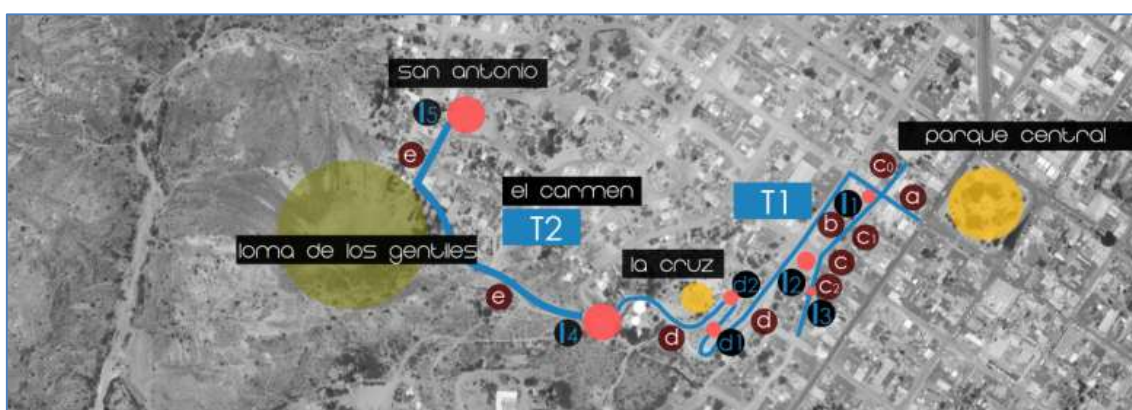 san antonio
I5
e
parque central
c0
el carmen
T2
T1
I1
a
b
c1
loma de los gentiles
la cruz
c
e
I2
d2
c2
d
I3
I4
d
d1